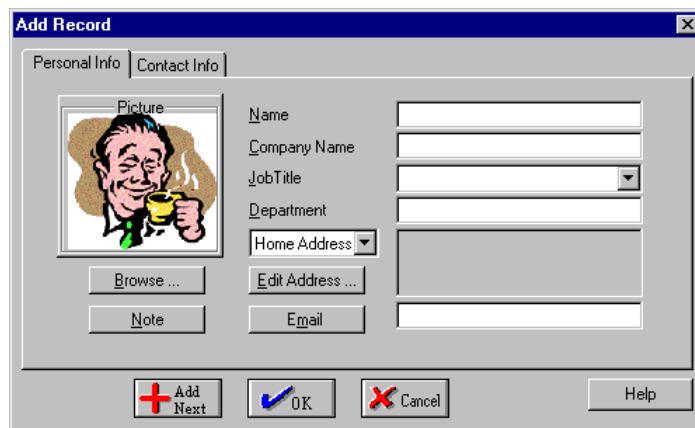 Add Record
Personal Info Contact Info
Picture
Name
Company Name
JobTitle
Department
Home Address
Browse ... Edit Address ...
Note Email
Add Next OK Cancel Help